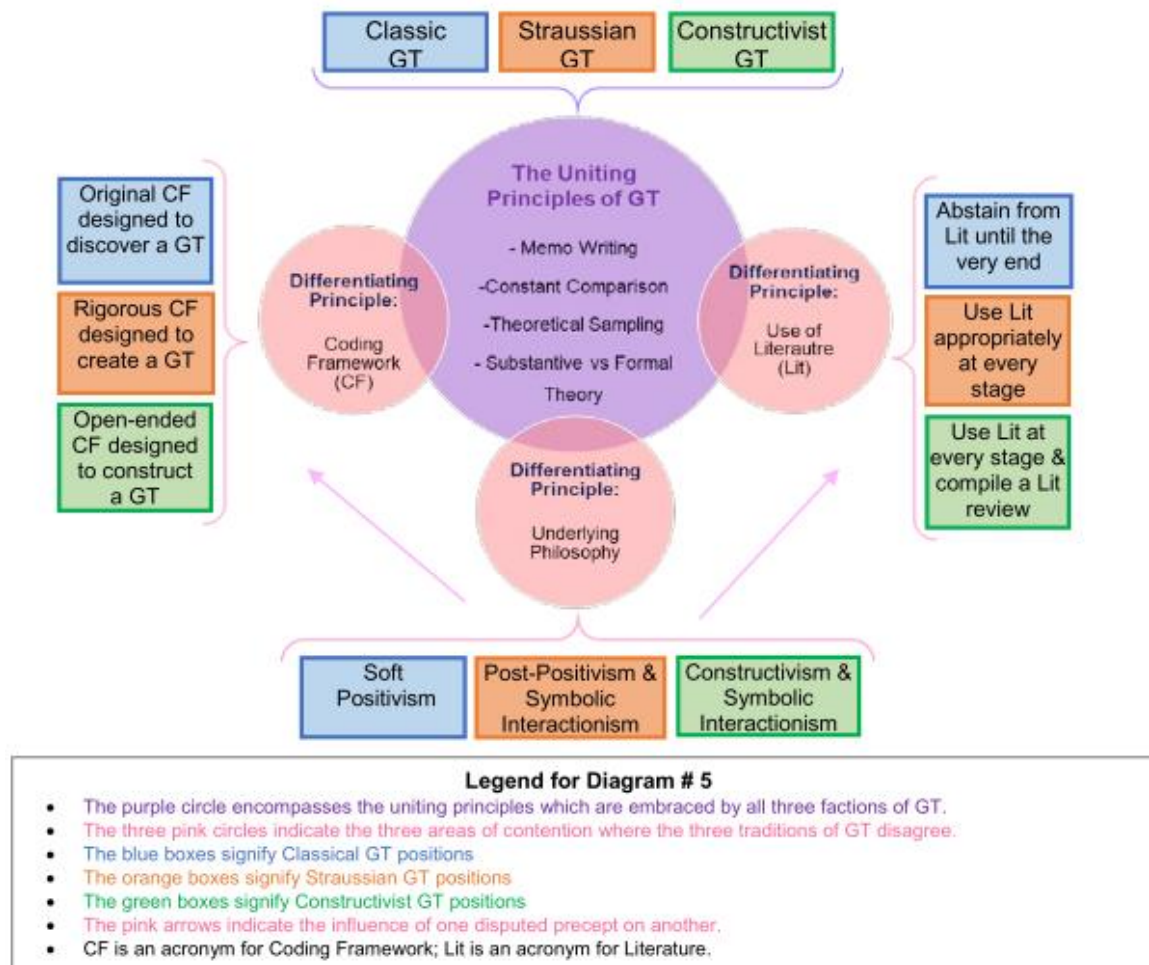 Classic
GT
Straussian
GT
Constructivist
GT
The Uniting
Principles of GT
- Memo Writing
-Constant Comparison
-Theoretical Sampling
- Substantive vs Formal
Theory
Original CF
designed to
discover a GT
Rigorous CF
designed to
create a GT
Open-ended
CF designed
to construct
a GT
Differentiating
Principle:
Coding
Framework
(CF)
Differentiating
Principle:
Use of
Literautre
(Lit)
Abstain from
Lit until the
very end
Use Lit
appropriately
at every
stage
Use Lit at
every stage &
compile a Lit
review
Differentiating
Principle:
Underlying
Philosophy
Soft
Positivism
Post-Positivism &
Symbolic
Interactionism
Constructivism &
Symbolic
Interactionism
Legend for Diagram # 5
• The purple circle encompasses the uniting principles which are embraced by all three factions of GT.
• The three pink circles indicate the three areas of contention where the three traditions of GT disagree.
• The blue boxes signify Classical GT positions
• The orange boxes signify Straussian GT positions
• The green boxes signify Constructivist GT positions
• The pink arrows indicate the influence of one disputed precept on another.
• CF is an acronym for Coding Framework; Lit is an acronym for Literature.